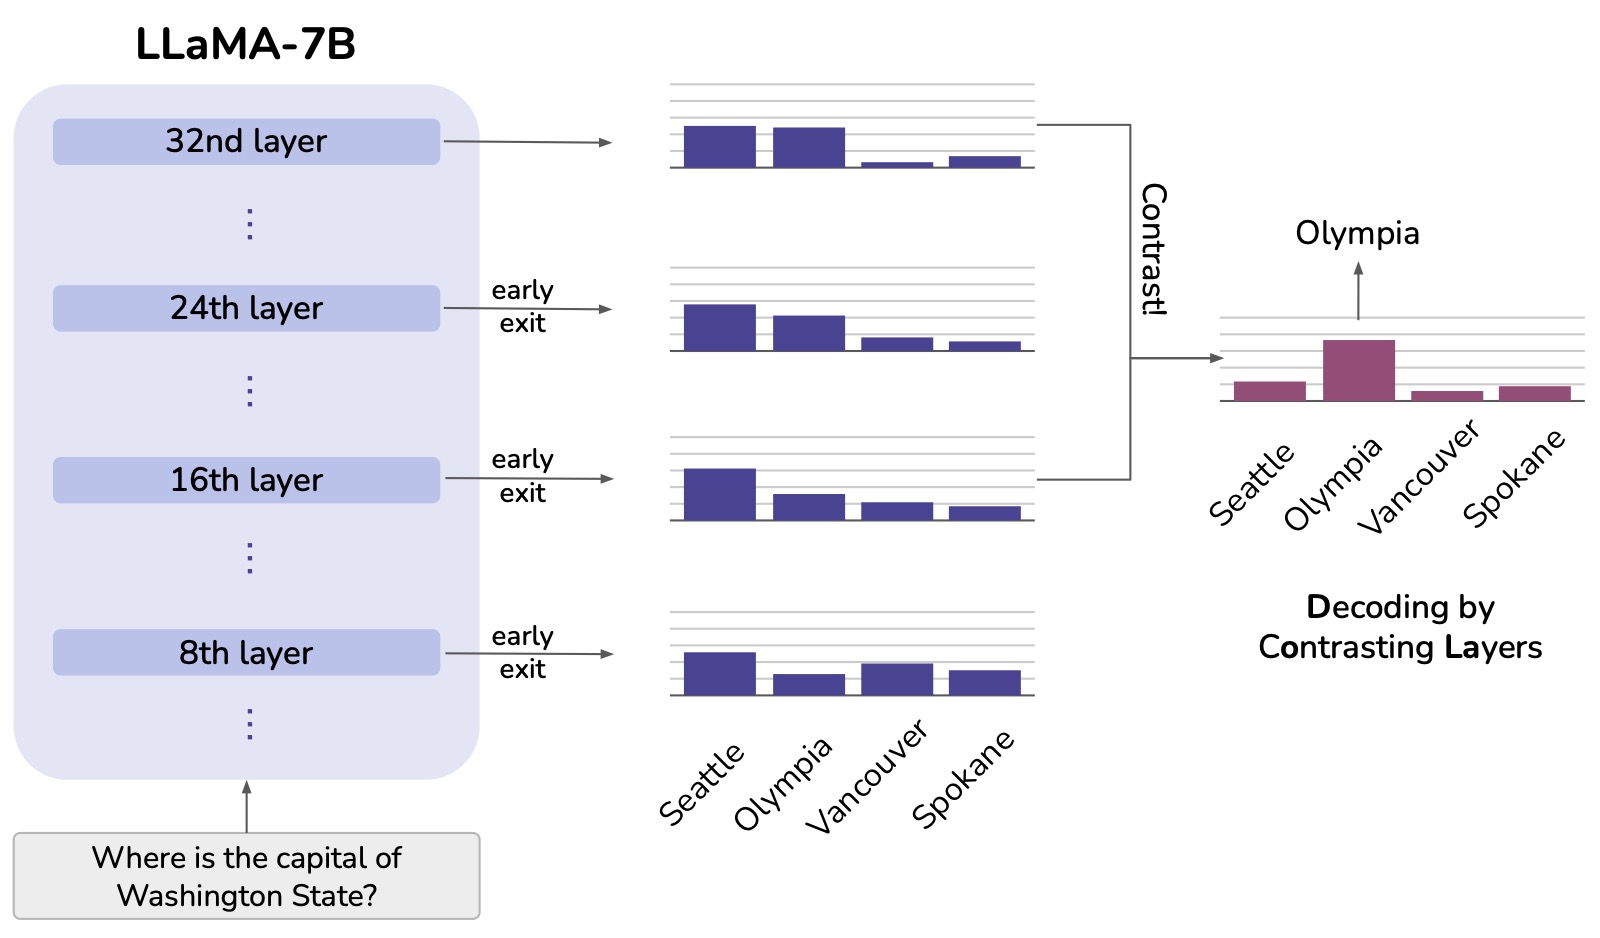 LLaMA-7B
32nd layer
24th layer
early
exit
16th layer
early
exit
8th layer
early
exit
Where is the capital of
Washington State?
Seattle
Olympia
Vancouver
Spokane
Contrast!
Olympia
Seattle
Olympia
Vancouver
Spokane
Decoding by
Contrasting Layers